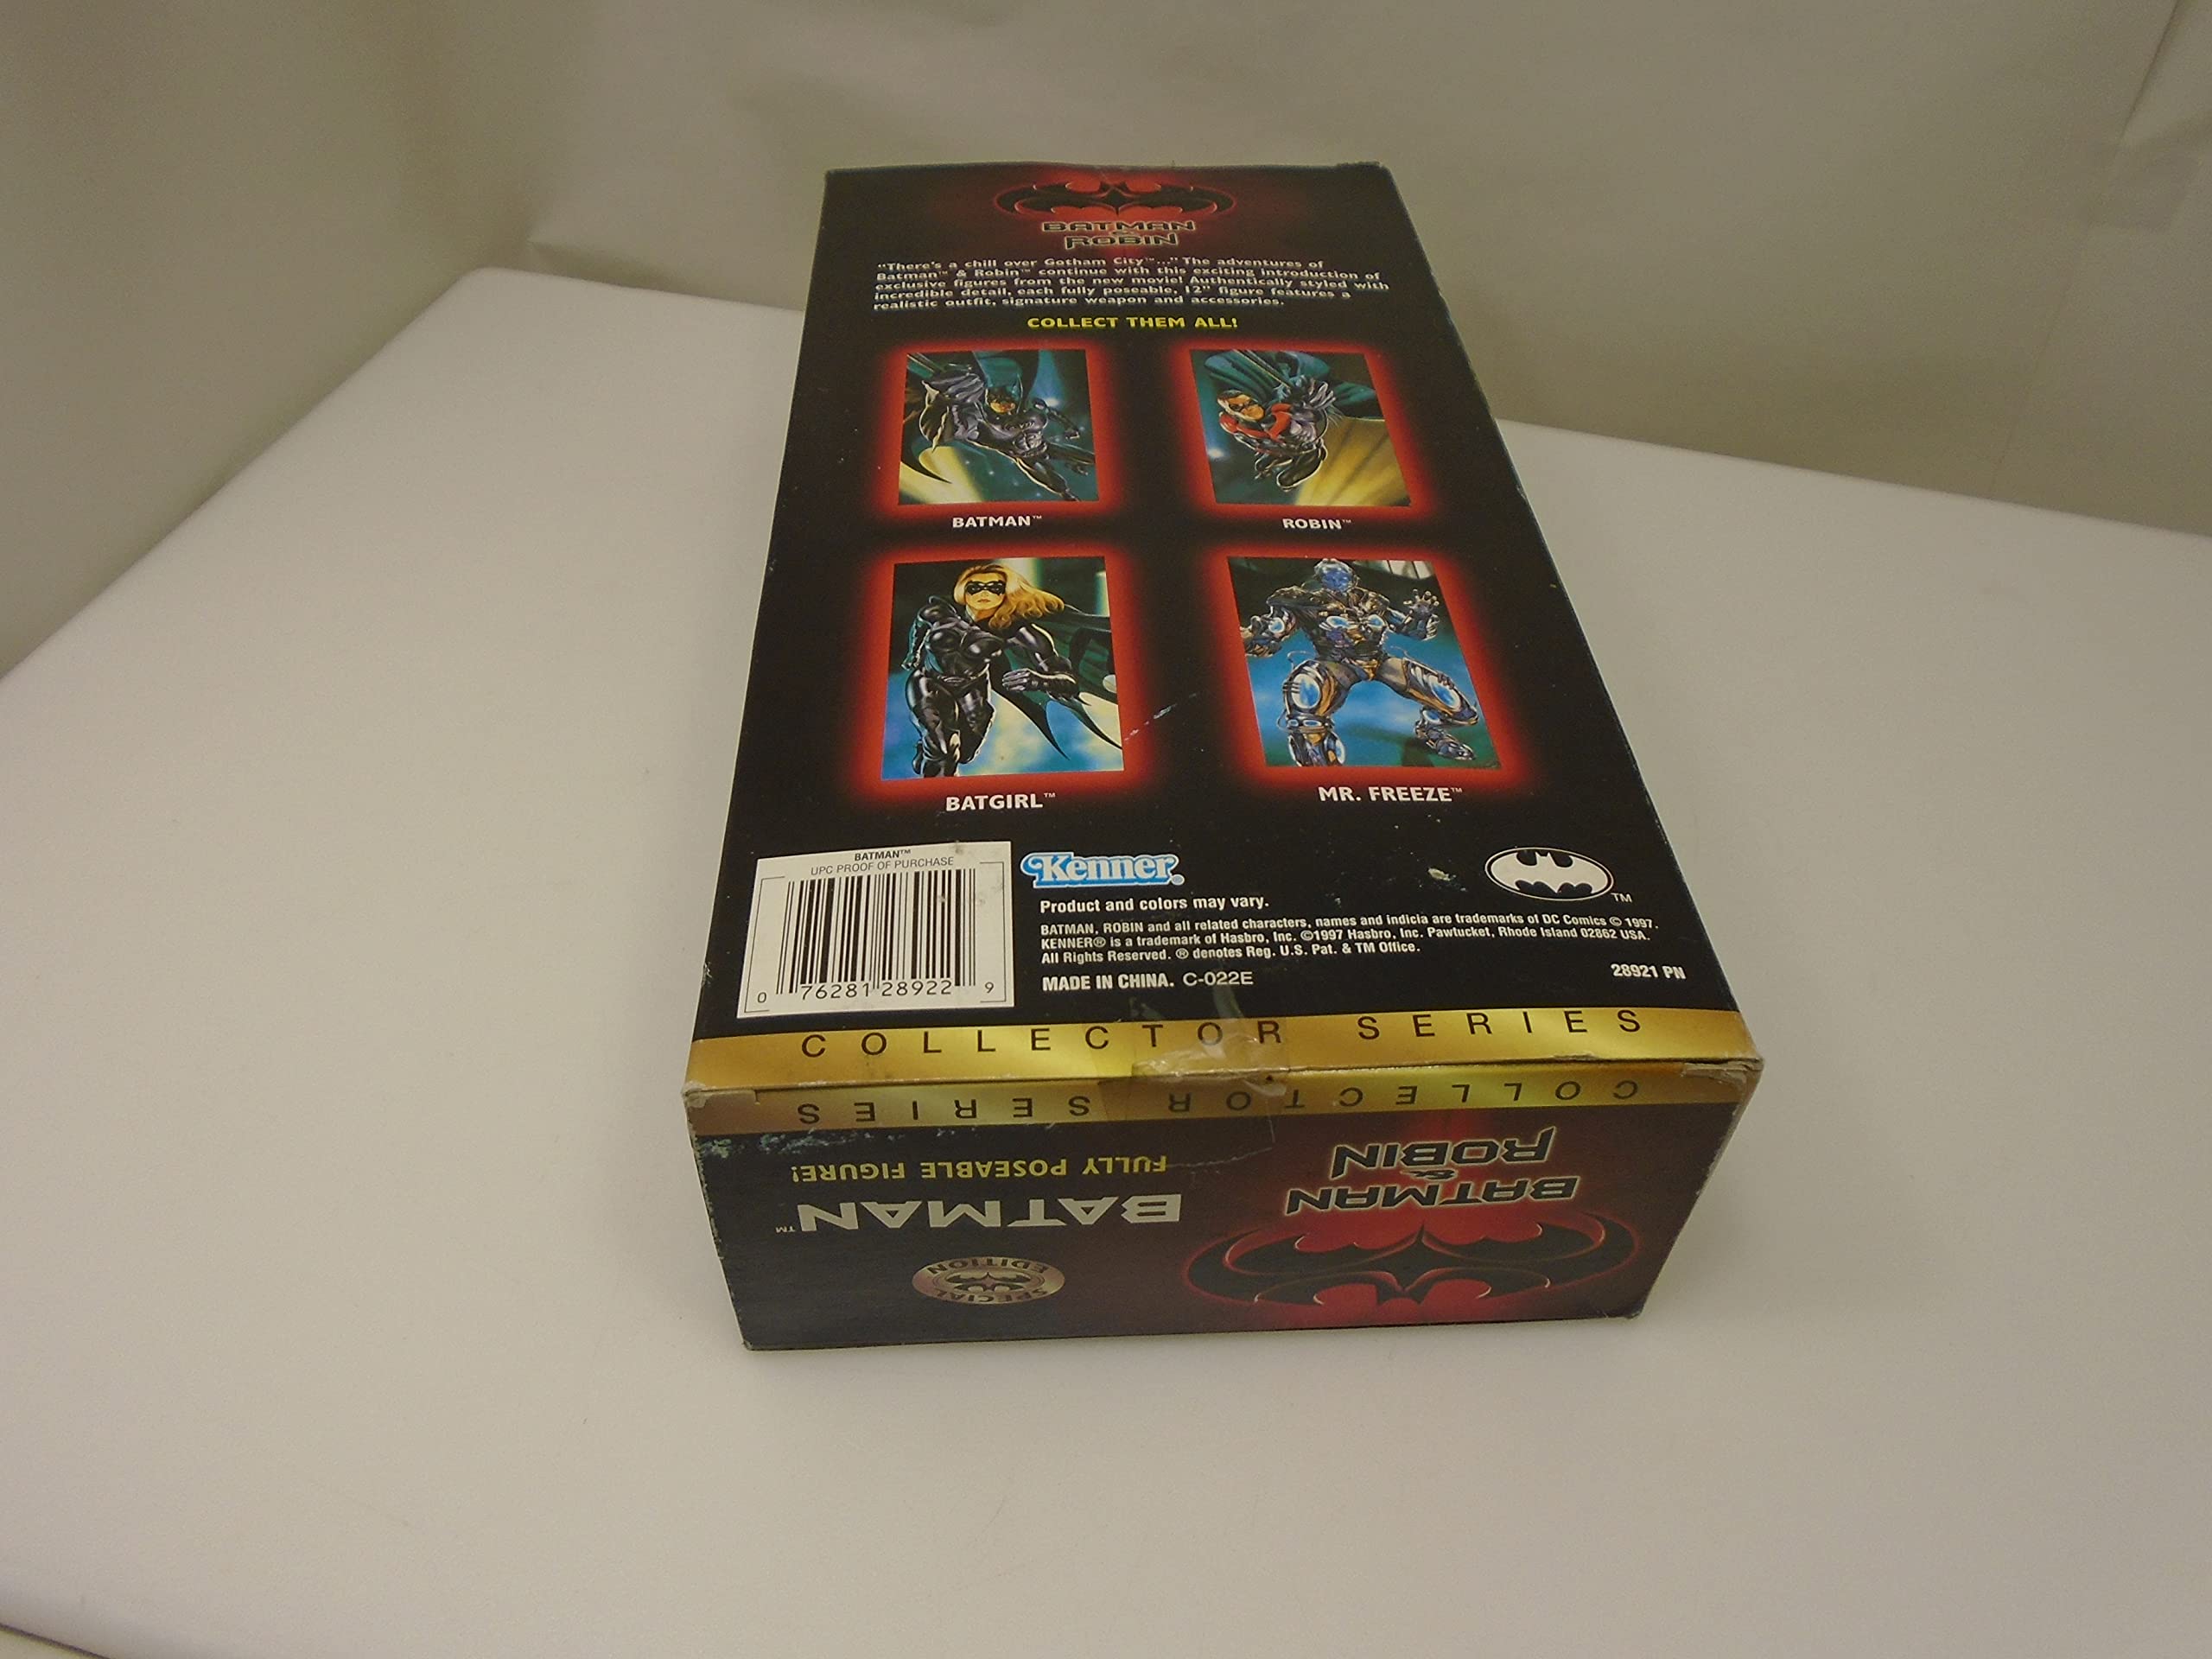 BATMAN
&
ROBIN
"There's a chill over Gotham City™..." The adventures of
Batman™ & Robin™ continue with this exciting introduction of
exclusive figures from the new movie! Authentically styled with
incredible detail, each fully poseable, 12" figure features a
realistic outfit, signature weapon and accessories.
COLLECT THEM ALL!
BATMAN™
ROBIN™
BATGIRL™
MR. FREEZE™
BATMAN™
UPC PROOF OF PURCHASE
0 76281 28922 9
Kenner®
TM
Product and colors may vary.
BATMAN, ROBIN and all related characters, names and indicia are trademarks of DC Comics © 1997.
KENNER® is a trademark of Hasbro, Inc. ©1997 Hasbro, Inc. Pawtucket, Rhode Island 02862 USA.
All Rights Reserved. ® denotes Reg. U.S. Pat. & TM Office.
MADE IN CHINA. C-022E
28921 PN
COLLECTOR SERIES
COLLECTOR SERIES
BATMAN
&
ROBIN
SPECIAL
EDITION
BATMAN™
FULLY POSEABLE FIGURE!